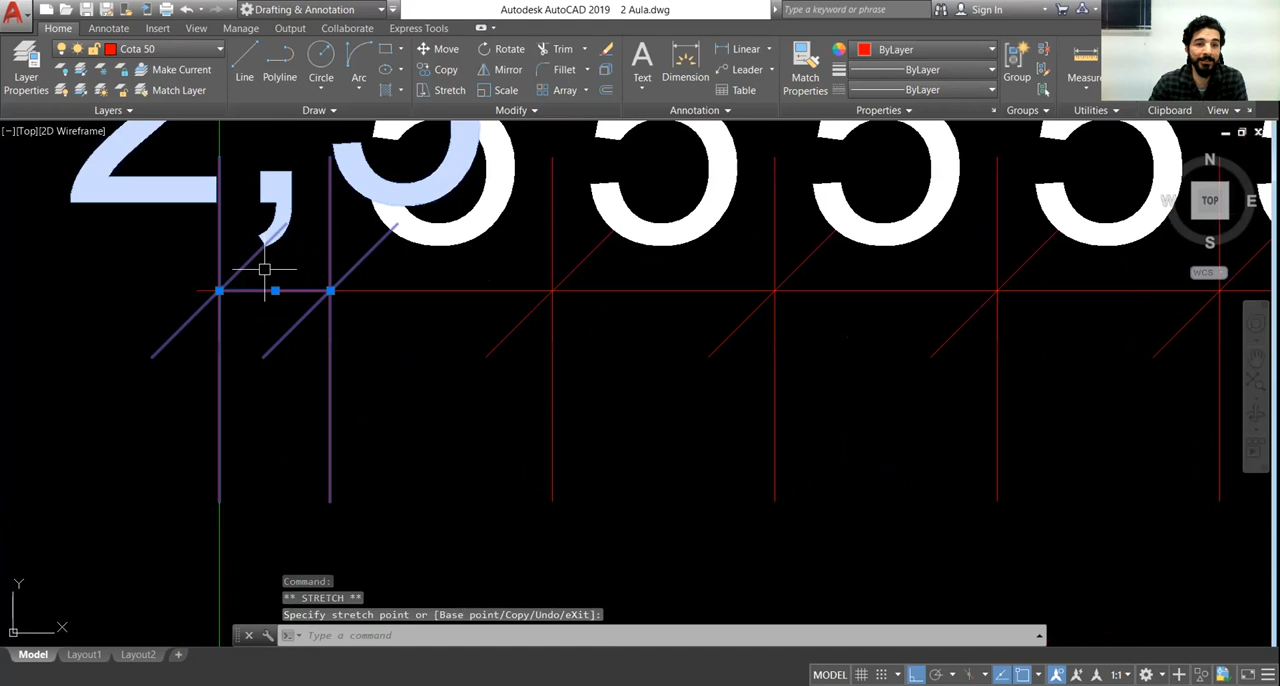 Drafting & Annotation
Autodesk AutoCAD 2019 2 Aula.dwg
Type a keyword or phrase
Sign In
Home Annotate Insert View Manage Output Collaborate Express Tools
Cota 50
Move Rotate Trim
Linear
ByLayer
Make Current
Copy Mirror Fillet
Leader
ByLayer
Layer Properties
Line Polyline Circle Arc
Text Dimension
Match Properties
Group
Measure
Match Layer
Stretch Scale Array
Table
ByLayer
Layers Draw Modify Annotation Properties Groups Utilities Clipboard View
[−][Top][2D Wireframe]
2,5 5 5 5 5
N
W TOP E
S
WCS
Y
X
Command:
** STRETCH **
Specify stretch point or [Base point/Copy/Undo/eXit]:
Type a command
Model Layout1 Layout2 +
MODEL 1:1